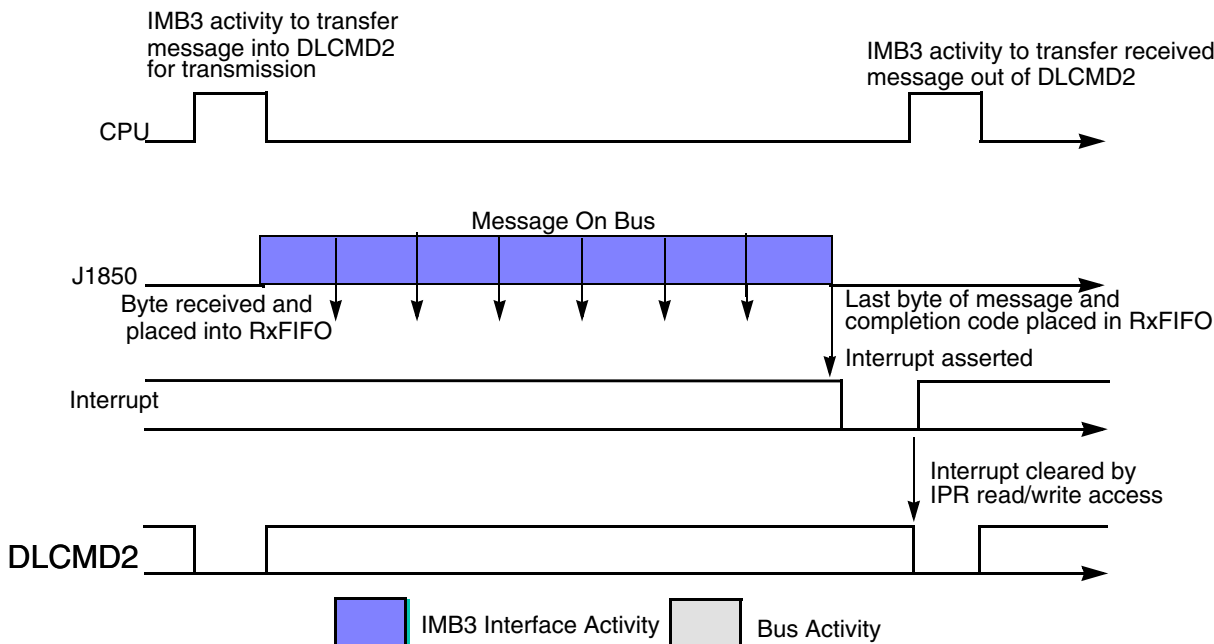 IMB3 activity to transfer
message into DLCMD2
for transmission
IMB3 activity to transfer received
message out of DLCMD2
CPU
Message On Bus
J1850
Byte received and
placed into RxFIFO
Last byte of message and
completion code placed in RxFIFO
Interrupt asserted
Interrupt
Interrupt cleared by
IPR read/write access
DLCMD2
IMB3 Interface Activity
Bus Activity